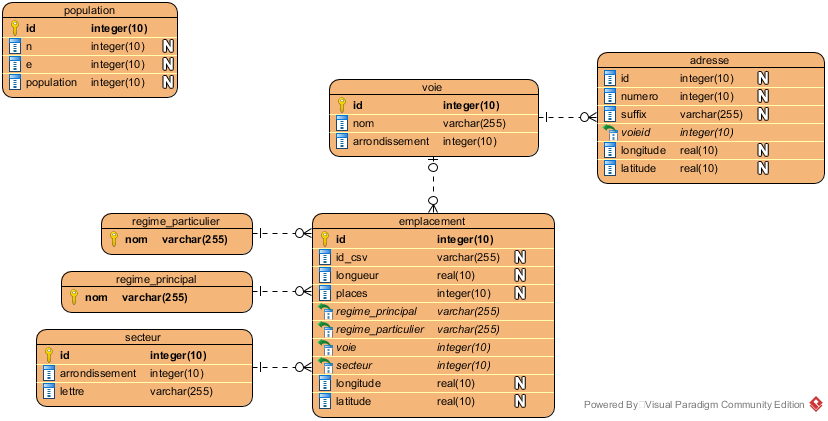 population
id integer(10)
n integer(10) N
e integer(10) N
population integer(10) N
adresse
id integer(10) N
numero integer(10) N
suffix varchar(255) N
voieid integer(10)
longitude real(10) N
latitude real(10) N
voie
id integer(10)
nom varchar(255)
arrondissement integer(10)
regime_particulier
nom varchar(255)
regime_principal
nom varchar(255)
secteur
id integer(10)
arrondissement integer(10)
lettre varchar(255)
emplacement
id integer(10)
id_csv varchar(255) N
longueur real(10) N
places integer(10) N
regime_principal varchar(255)
regime_particulier varchar(255)
voie integer(10)
secteur integer(10)
longitude real(10) N
latitude real(10) N
Powered By Visual Paradigm Community Edition